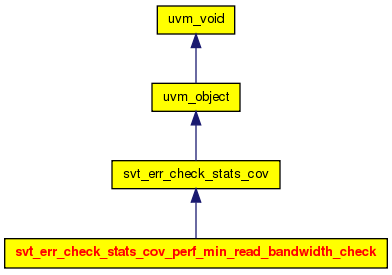 uvm_void
uvm_object
svt_err_check_stats_cov
svt_err_check_stats_cov_perf_min_read_bandwidth_check